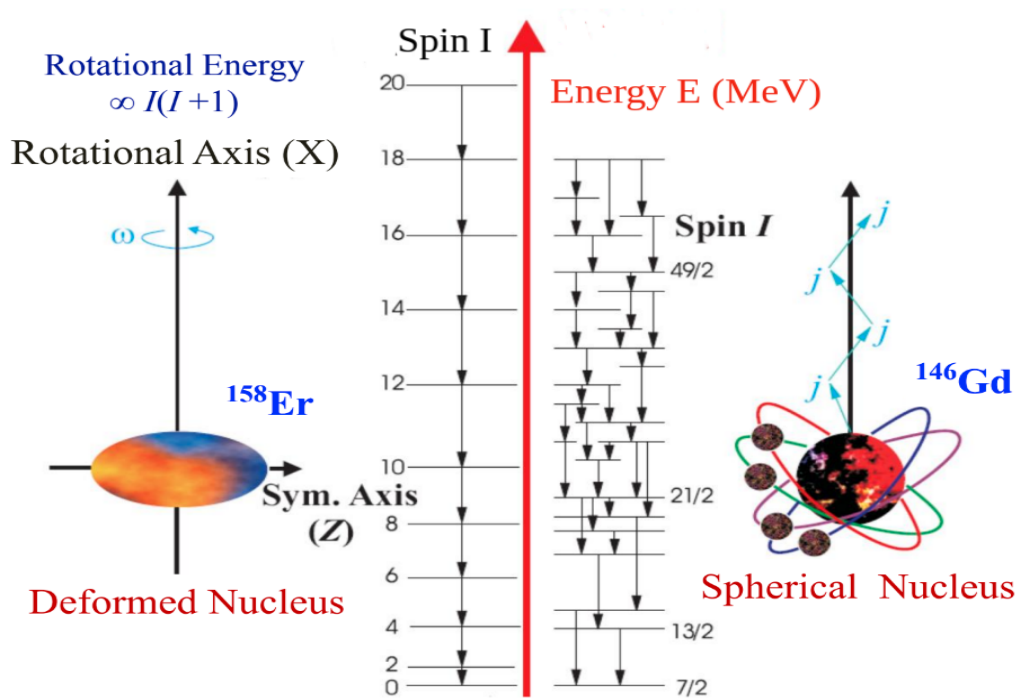 Rotational Energy
∞ I(I +1)
Rotational Axis (X)
ω
158Er
Sym. Axis
(Z)
Deformed Nucleus
Spin I
20
18
16
14
12
10
8
6
4
2
0
Energy E (MeV)
Spin I
49/2
21/2
13/2
7/2
j
j
j
j
146Gd
Spherical Nucleus